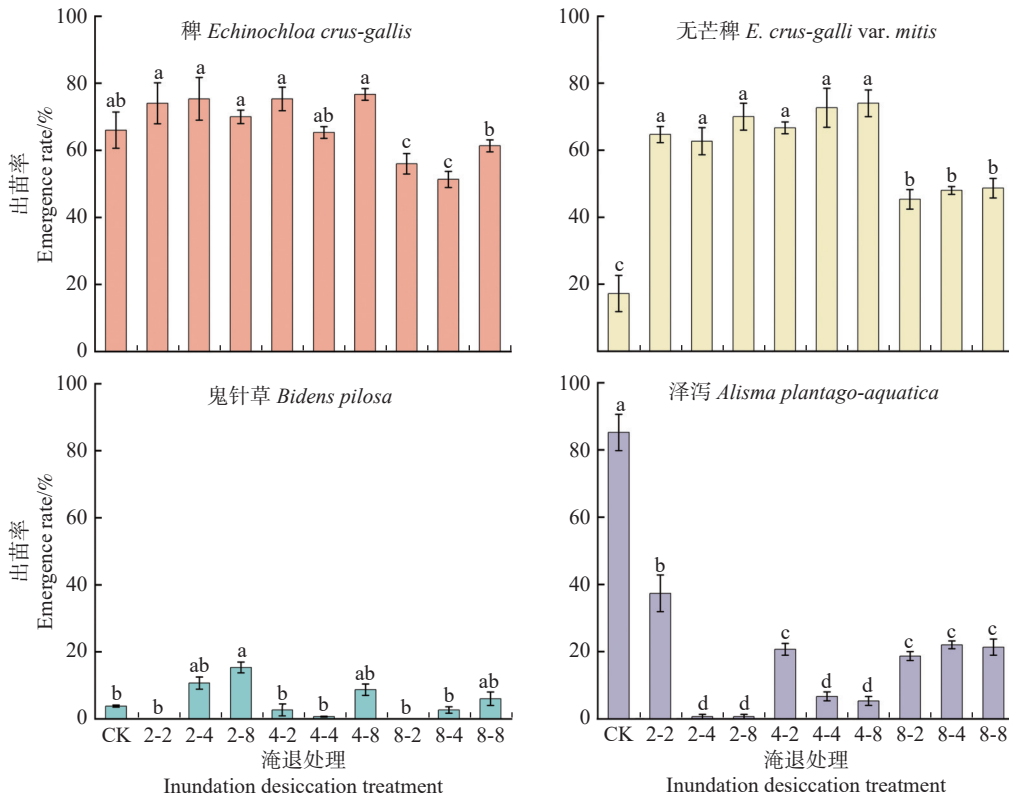 稗 Echinochloa crus-gallis
出苗率
Emergence rate/%
100
80
60
40
20
0
ab
a
a
a
a
ab
a
c
c
b
无芒稗 E. crus-galli var. mitis
100
80
60
40
20
0
c
a
a
a
a
a
a
b
b
b
鬼针草 Bidens pilosa
出苗率
Emergence rate/%
100
80
60
40
20
0
b
b
ab
a
b
b
ab
b
b
ab
CK 2-2 2-4 2-8 4-2 4-4 4-8 8-2 8-4 8-8
淹退处理
Inundation desiccation treatment
泽泻 Alisma plantago-aquatica
100
80
60
40
20
0
a
b
d
d
c
d
d
c
c
c
CK 2-2 2-4 2-8 4-2 4-4 4-8 8-2 8-4 8-8
淹退处理
Inundation desiccation treatment